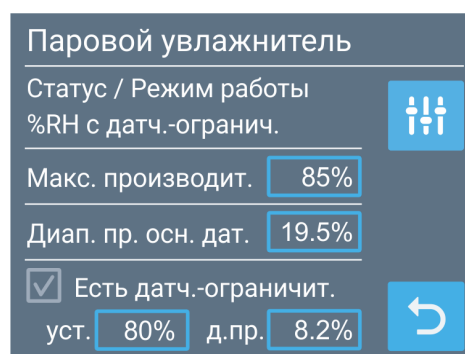 Паровой увлажнитель
Статус / Режим работы
%RH с датч.-огранич.
Макс. производит. 85%
Диап. пр. осн. дат. 19.5%
Есть датч.-ограничит.
уст. 80% д.пр. 8.2%